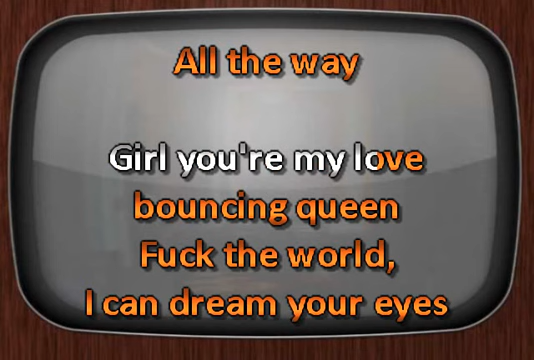 All the way
Girl you're my love
bouncing queen
Fuck the world,
I can dream your eyes